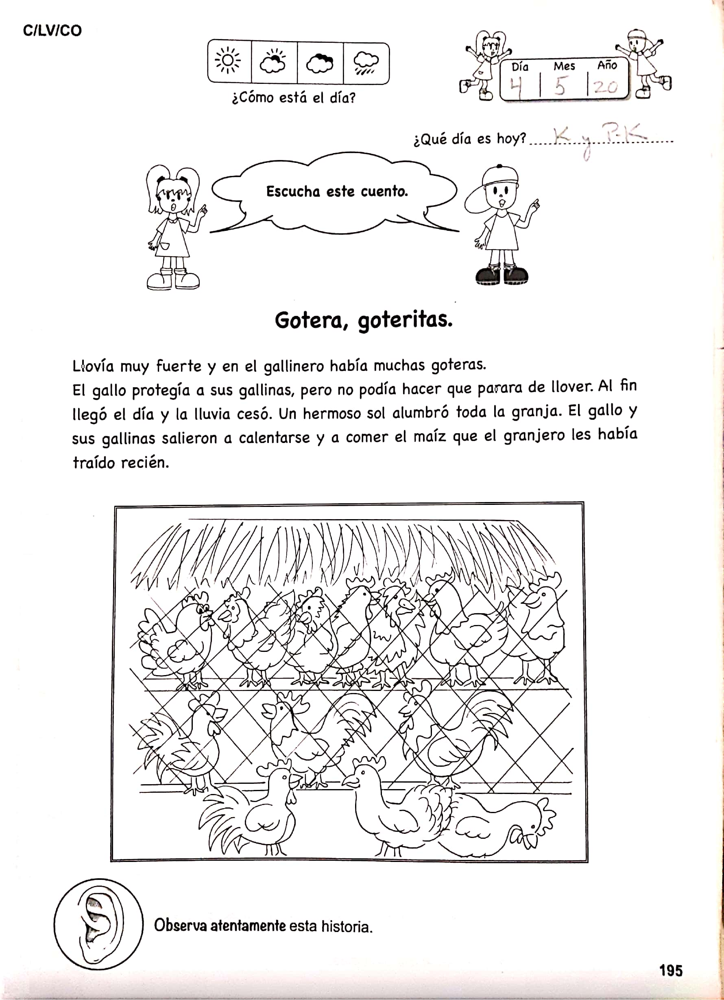 C/LV/CO
Día Mes Año
4 5 20
¿Cómo está el día?
¿Qué día es hoy? K y P-K
Escucha este cuento.
Gotera, goteritas.
Llovía muy fuerte y en el gallinero había muchas goteras.
El gallo protegía a sus gallinas, pero no podía hacer que parara de llover. Al fin
llegó el día y la lluvia cesó. Un hermoso sol alumbró toda la granja. El gallo y
sus gallinas salieron a calentarse y a comer el maíz que el granjero les había
traído recién.
Observa atentamente esta historia.
195